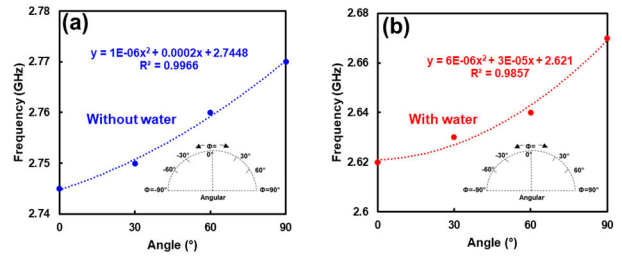 (a)
y = 1E-06x² + 0.0002x + 2.7448
R² = 0.9966
Without water
Frequency (GHz)
2.78
2.77
2.76
2.75
2.74
0
30
60
90
Angle (°)
Φ=
0°
-30°
30°
-60°
60°
Φ=-90°
Φ=90°
Angular
(b)
y = 6E-06x² + 3E-05x + 2.621
R² = 0.9857
With water
Frequency (GHz)
2.68
2.66
2.64
2.62
2.6
0
30
60
90
Angle (°)
Φ=
0°
-30°
30°
-60°
60°
Φ=-90°
Φ=90°
Angular